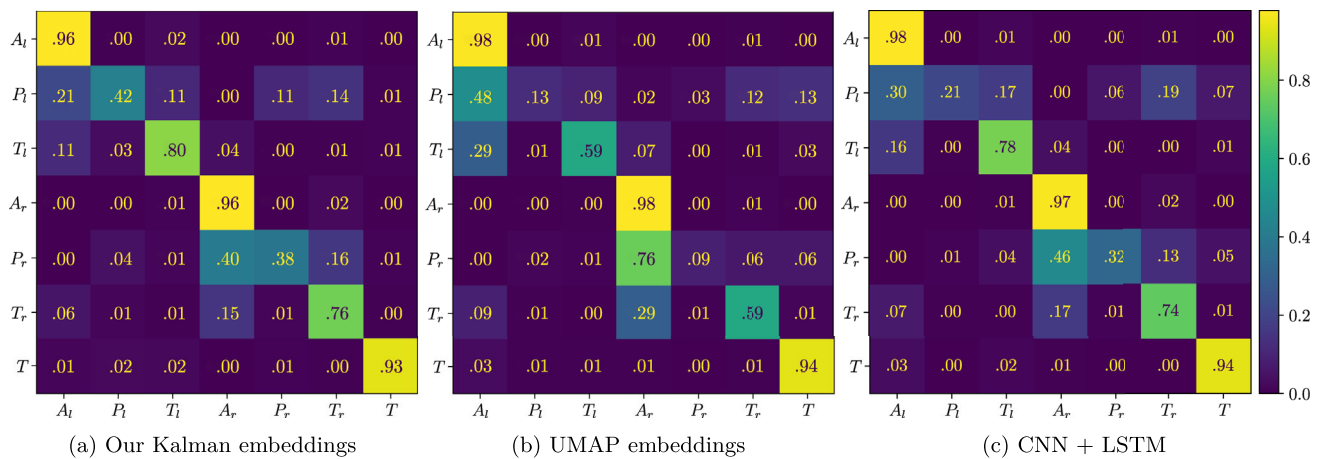 A_l .96 .00 .02 .00 .00 .01 .00
P_l .21 .42 .11 .00 .11 .14 .01
T_l .11 .03 .80 .04 .00 .01 .01
A_r .00 .00 .01 .96 .00 .02 .00
P_r .00 .04 .01 .40 .38 .16 .01
T_r .06 .01 .01 .15 .01 .76 .00
T .01 .02 .02 .00 .01 .00 .93
A_l P_l T_l A_r P_r T_r T
(a) Our Kalman embeddings
A_l .98 .00 .01 .00 .00 .01 .00
P_l .48 .13 .09 .02 .03 .12 .13
T_l .29 .01 .59 .07 .00 .01 .03
A_r .00 .00 .01 .98 .00 .01 .00
P_r .00 .02 .01 .76 .09 .06 .06
T_r .09 .01 .00 .29 .01 .59 .01
T .03 .01 .01 .01 .00 .01 .94
A_l P_l T_l A_r P_r T_r T
(b) UMAP embeddings
A_l .98 .00 .01 .00 .00 .01 .00
P_l .30 .21 .17 .00 .06 .19 .07
T_l .16 .00 .78 .04 .00 .00 .01
A_r .00 .00 .01 .97 .00 .02 .00
P_r .00 .01 .04 .46 .32 .13 .05
T_r .07 .00 .00 .17 .01 .74 .01
T .03 .00 .02 .01 .00 .00 .94
A_l P_l T_l A_r P_r T_r T
(c) CNN + LSTM
0.8
0.6
0.4
0.2
0.0